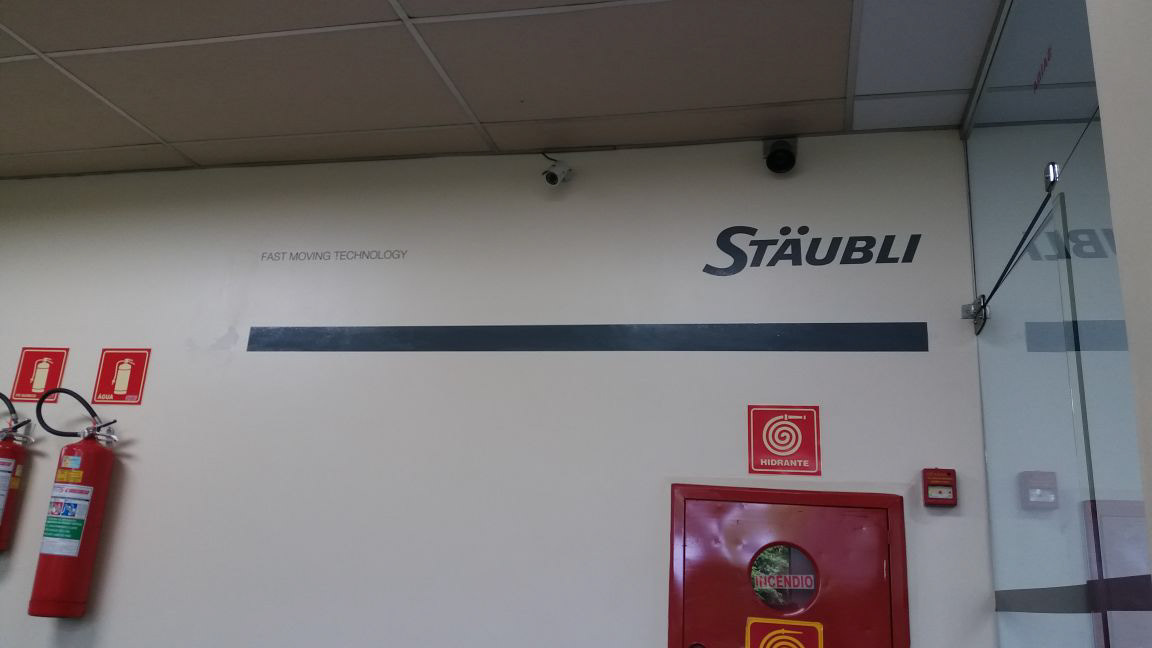 FAST MOVING TECHNOLOGY
STÄUBLI
ÁGUA
HIDRANTE
INCÊNDIO